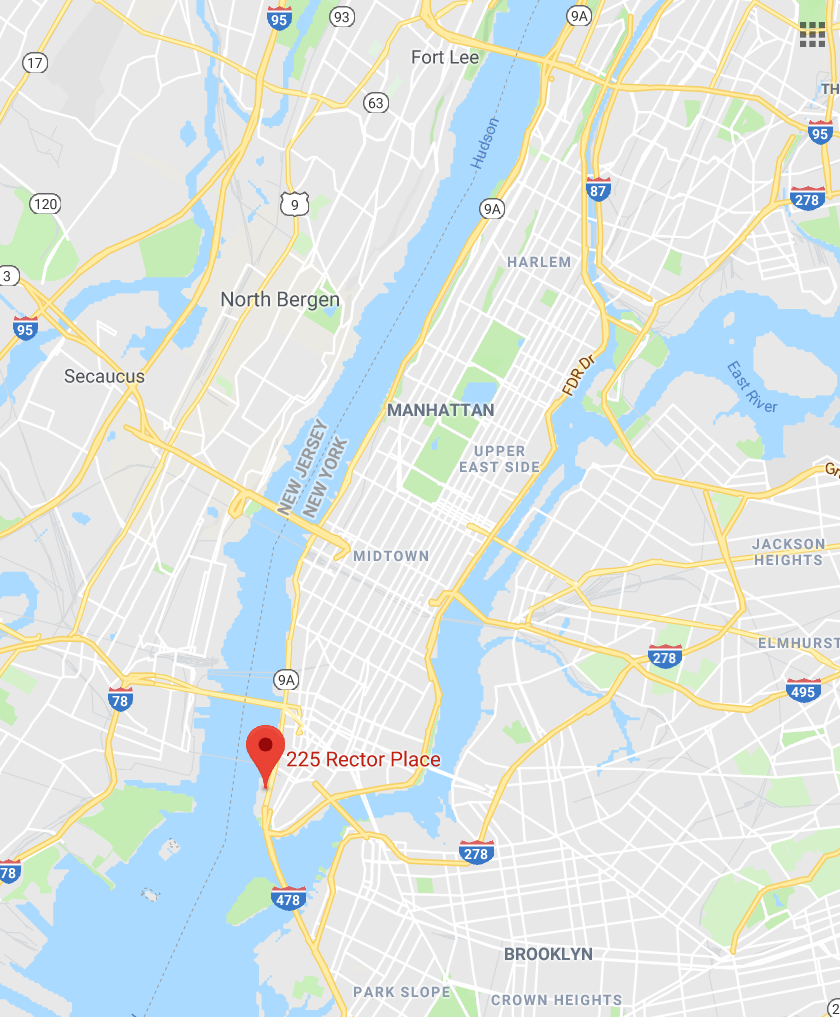 95
93
9A
17
Fort Lee
63
95
Hudson
87
120
9
9A
278
HARLEM
3
North Bergen
95
Secaucus
FDR Dr
East River
MANHATTAN
NEW JERSEY
NEW YORK
UPPER
EAST SIDE
MIDTOWN
JACKSON
HEIGHTS
ELMHURST
278
9A
78
495
225 Rector Place
278
78
478
BROOKLYN
PARK SLOPE
CROWN HEIGHTS